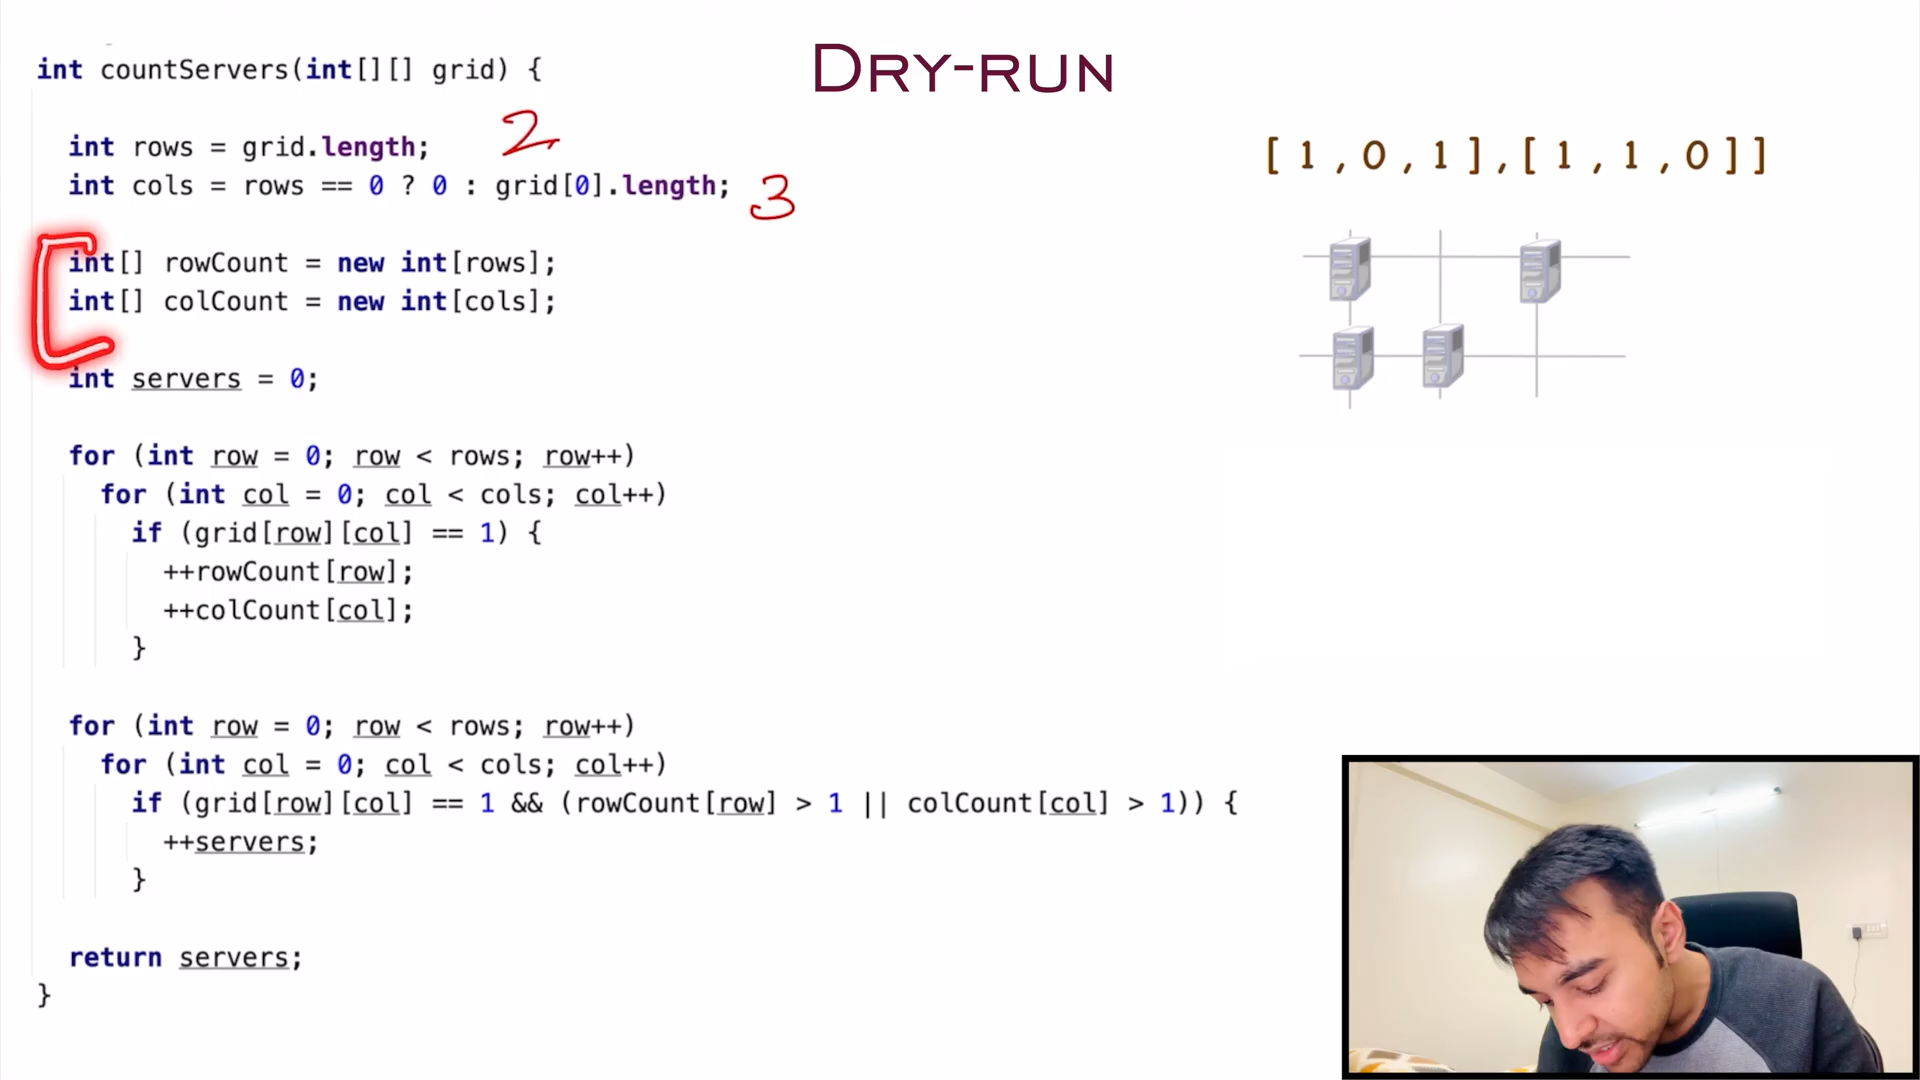 DRY-RUN
int countServers(int[][] grid) {
int rows = grid.length;
2
int cols = rows == 0 ? 0 : grid[0].length;
3
int[] rowCount = new int[rows];
int[] colCount = new int[cols];
int servers = 0;
for (int row = 0; row < rows; row++)
for (int col = 0; col < cols; col++)
if (grid[row][col] == 1) {
++rowCount[row];
++colCount[col];
}
for (int row = 0; row < rows; row++)
for (int col = 0; col < cols; col++)
if (grid[row][col] == 1 && (rowCount[row] > 1 || colCount[col] > 1)) {
++servers;
}
return servers;
}
[1,0,1],[1,1,0]]